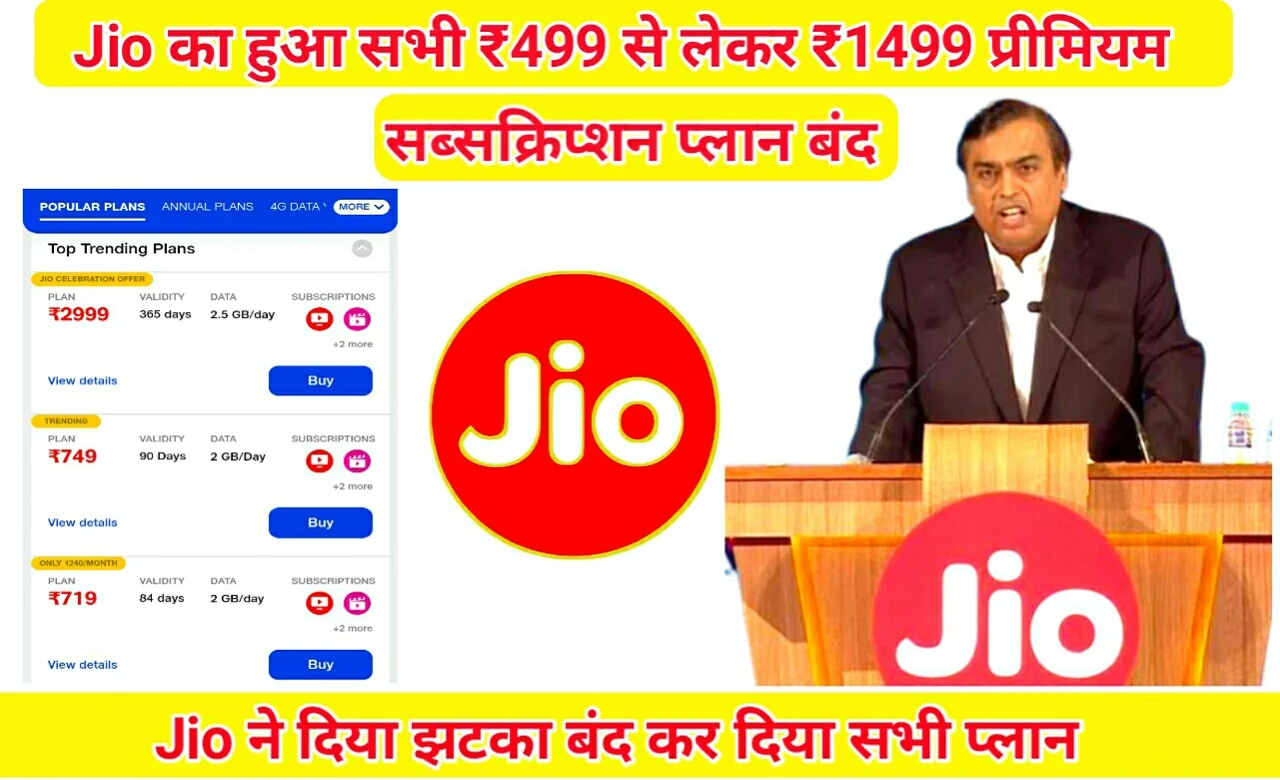 Jio का हुआ सभी ₹499 से लेकर ₹1499 प्रीमियम
सब्सक्रिप्शन प्लान बंद
POPULAR PLANS ANNUAL PLANS 4G DATA MORE
Top Trending Plans
JIO CELEBRATION OFFER
PLAN VALIDITY DATA SUBSCRIPTIONS
₹2999 365 days 2.5 GB/day
+2 more
View details Buy
TRENDING
PLAN VALIDITY DATA SUBSCRIPTIONS
₹749 90 Days 2 GB/Day
+2 more
View details Buy
ONLY ₹240/MONTH
PLAN VALIDITY DATA SUBSCRIPTIONS
₹719 84 days 2 GB/day
+2 more
View details Buy
Jio
Jio
Jio ने दिया झटका बंद कर दिया सभी प्लान